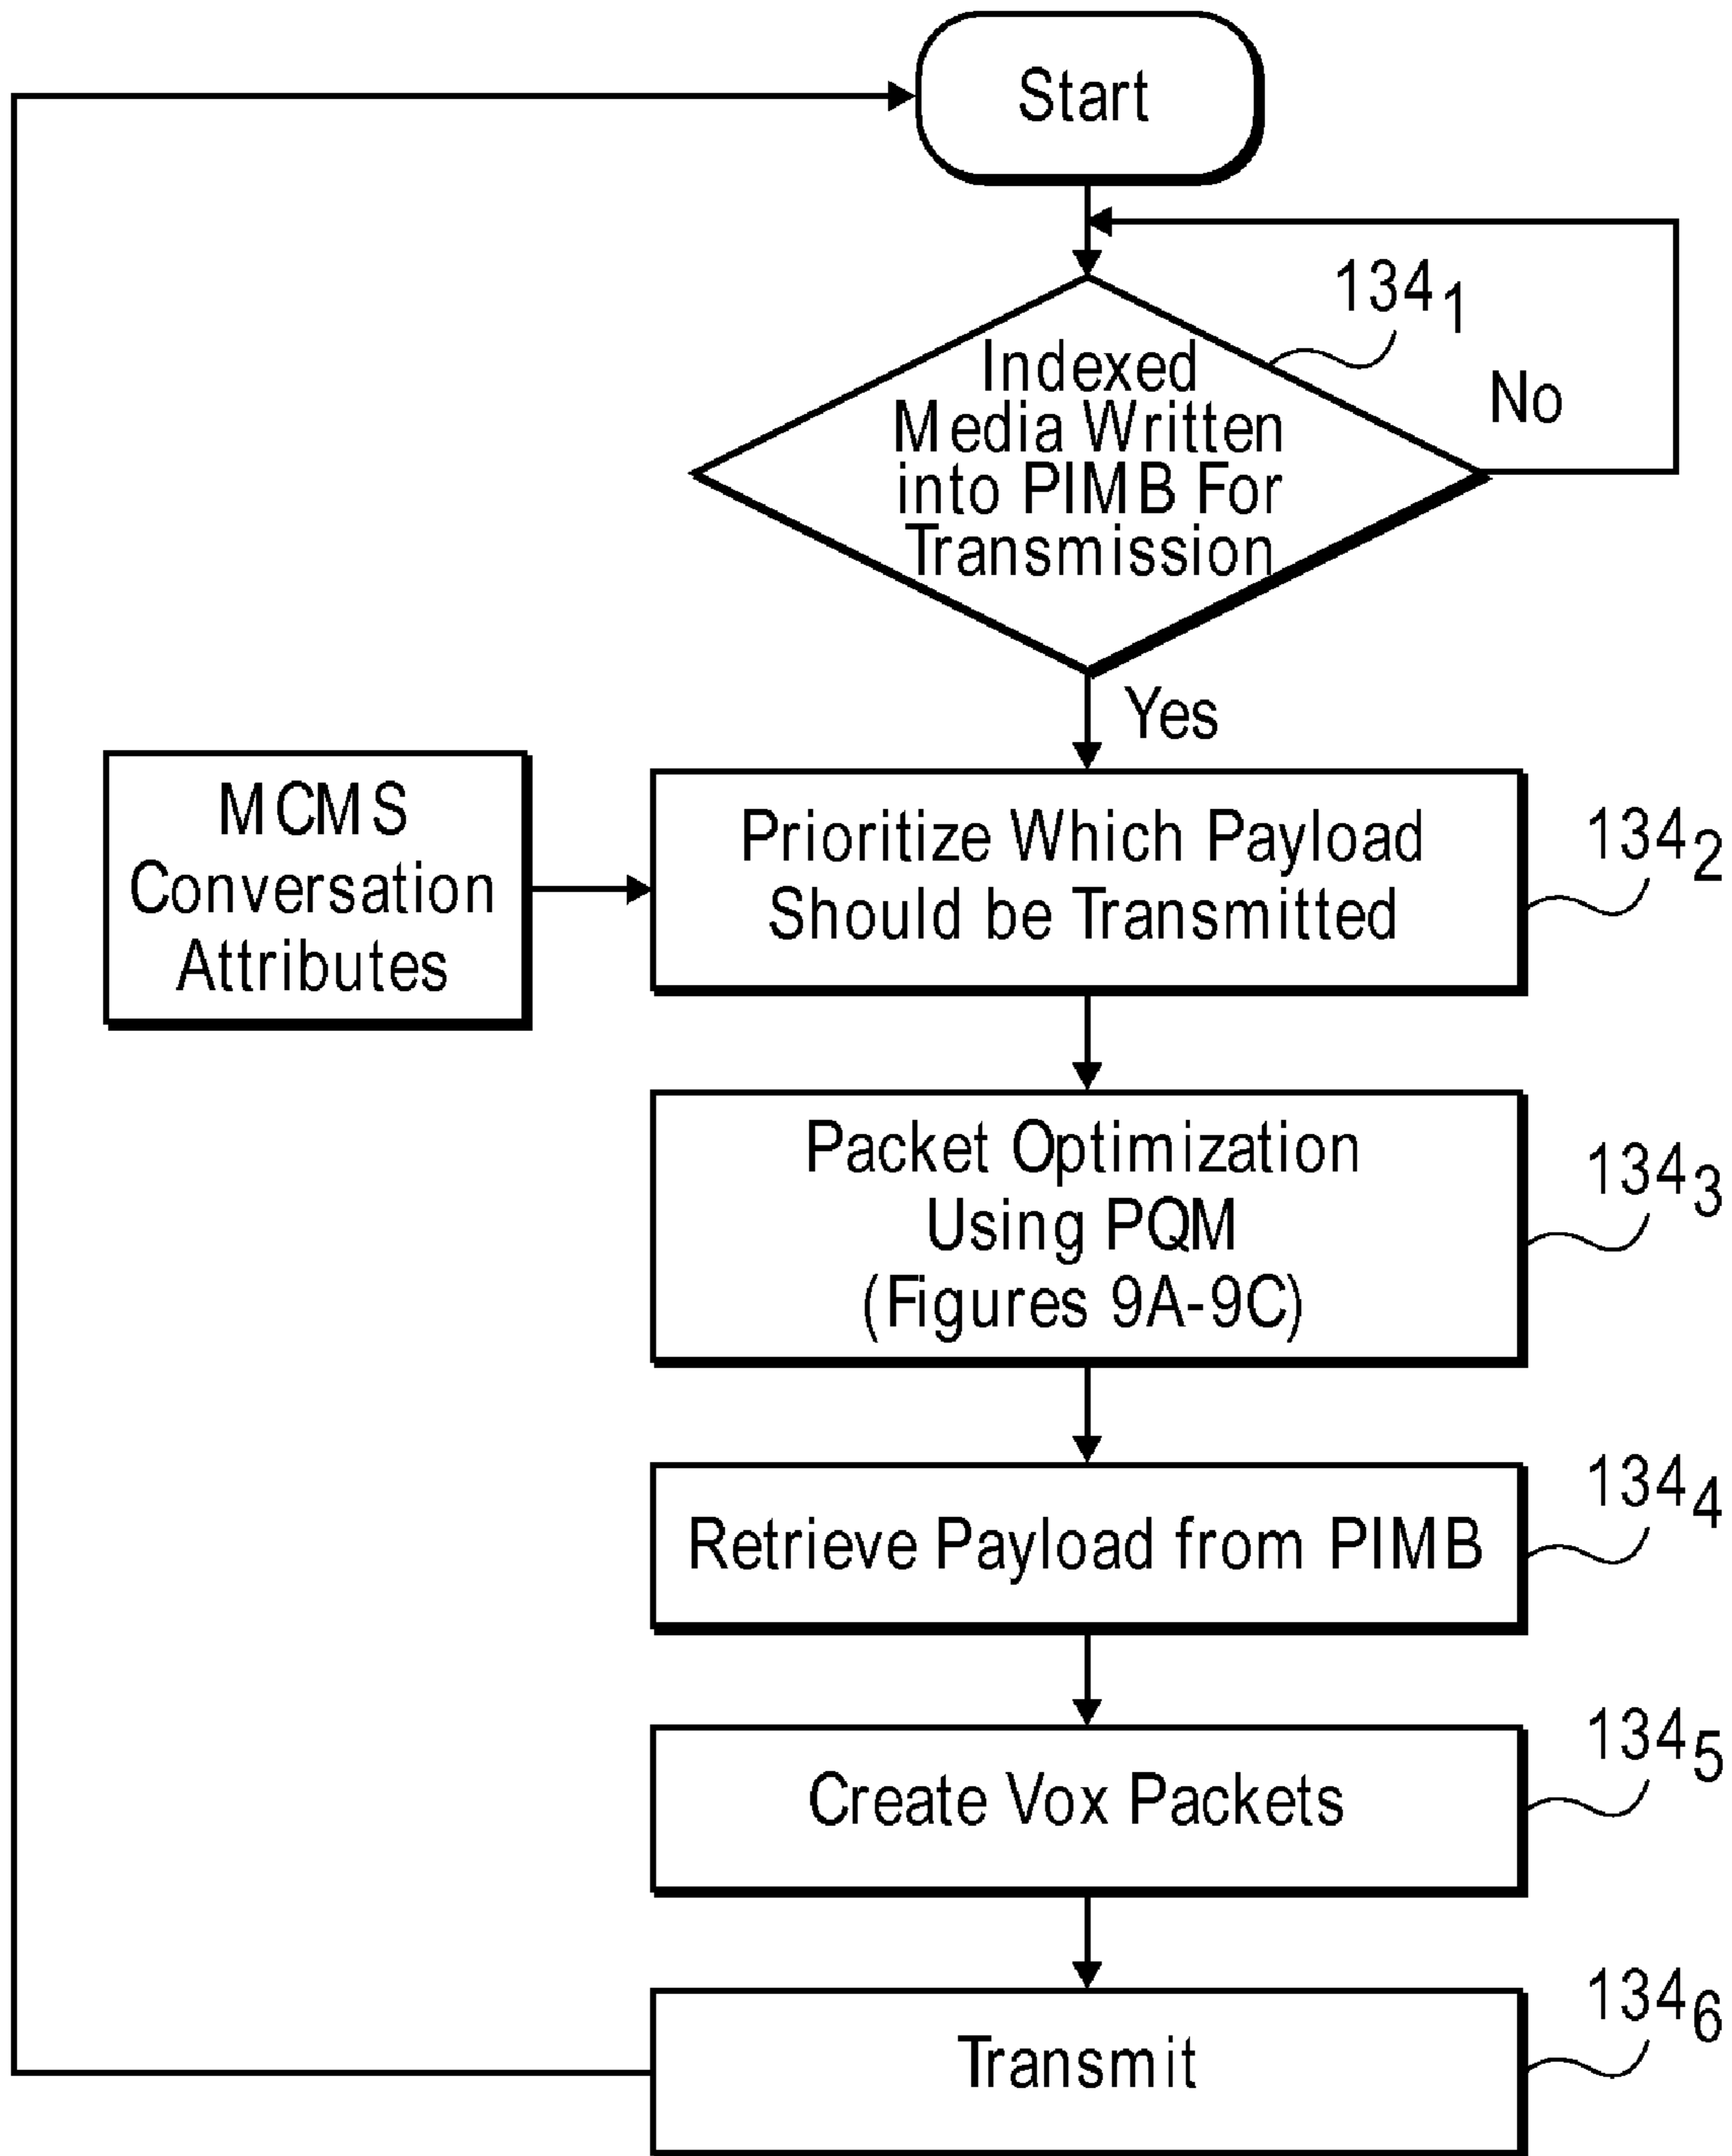 Start
134₁
Indexed
Media Written
into PIMB For
Transmission
No
Yes
MCMS
Conversation
Attributes
Prioritize Which Payload
Should be Transmitted
134₂
Packet Optimization
Using PQM
(Figures 9A-9C)
134₃
Retrieve Payload from PIMB
134₄
Create Vox Packets
134₅
Transmit
134₆